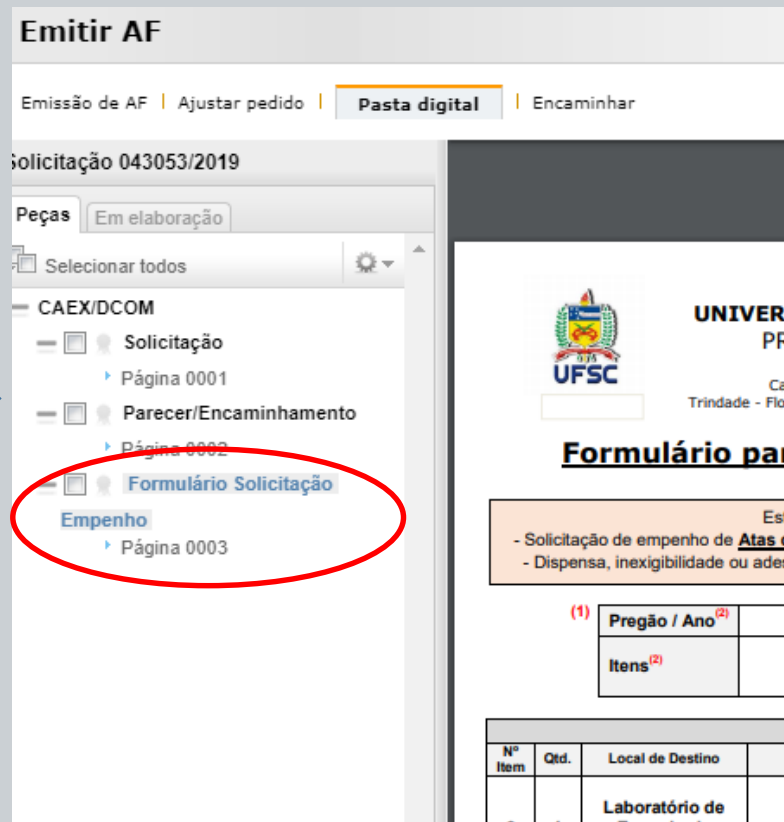 Emitir AF
Emissão de AF | Ajustar pedido | Pasta digital | Encaminhar
Solicitação 043053/2019
Peças Em elaboração
Selecionar todos
CAEX/DCOM
Solicitação
Página 0001
Parecer/Encaminhamento
Página 0002
Formulário Solicitação
Empenho
Página 0003
UFSC
UNIVER
PR
Ca
Trindade - Flo
Formulário par
Est
- Solicitação de empenho de Atas d
- Dispensa, inexigibilidade ou ades
(1) Pregão / Ano(2)
Itens(2)
Nº Item Qtd. Local de Destino
Laboratório de